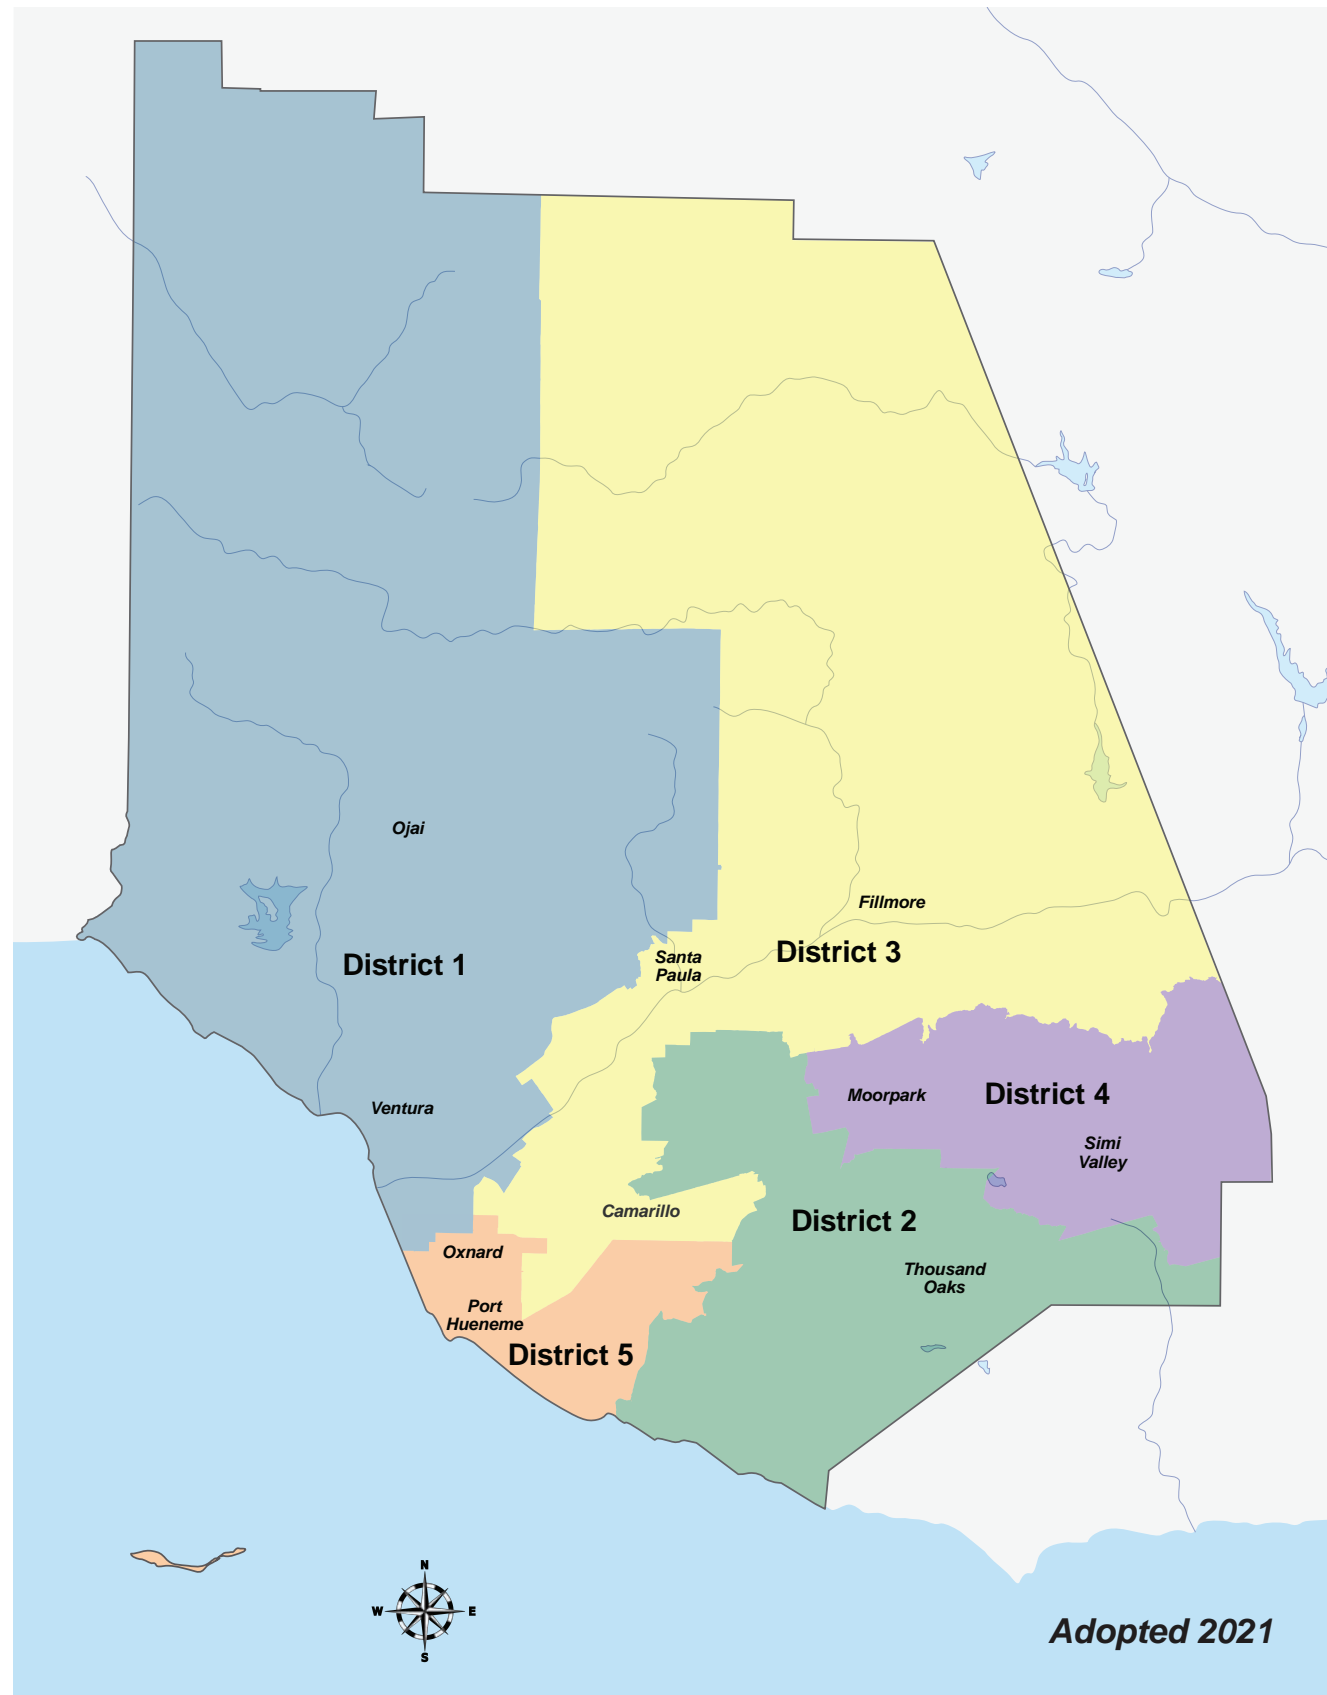 Ojai
Fillmore
District 3
Santa
Paula
District 1
Moorpark
District 4
Ventura
Simi
Valley
Camarillo
District 2
Oxnard
Thousand
Oaks
Port
Hueneme
District 5
N
W
E
S
Adopted 2021